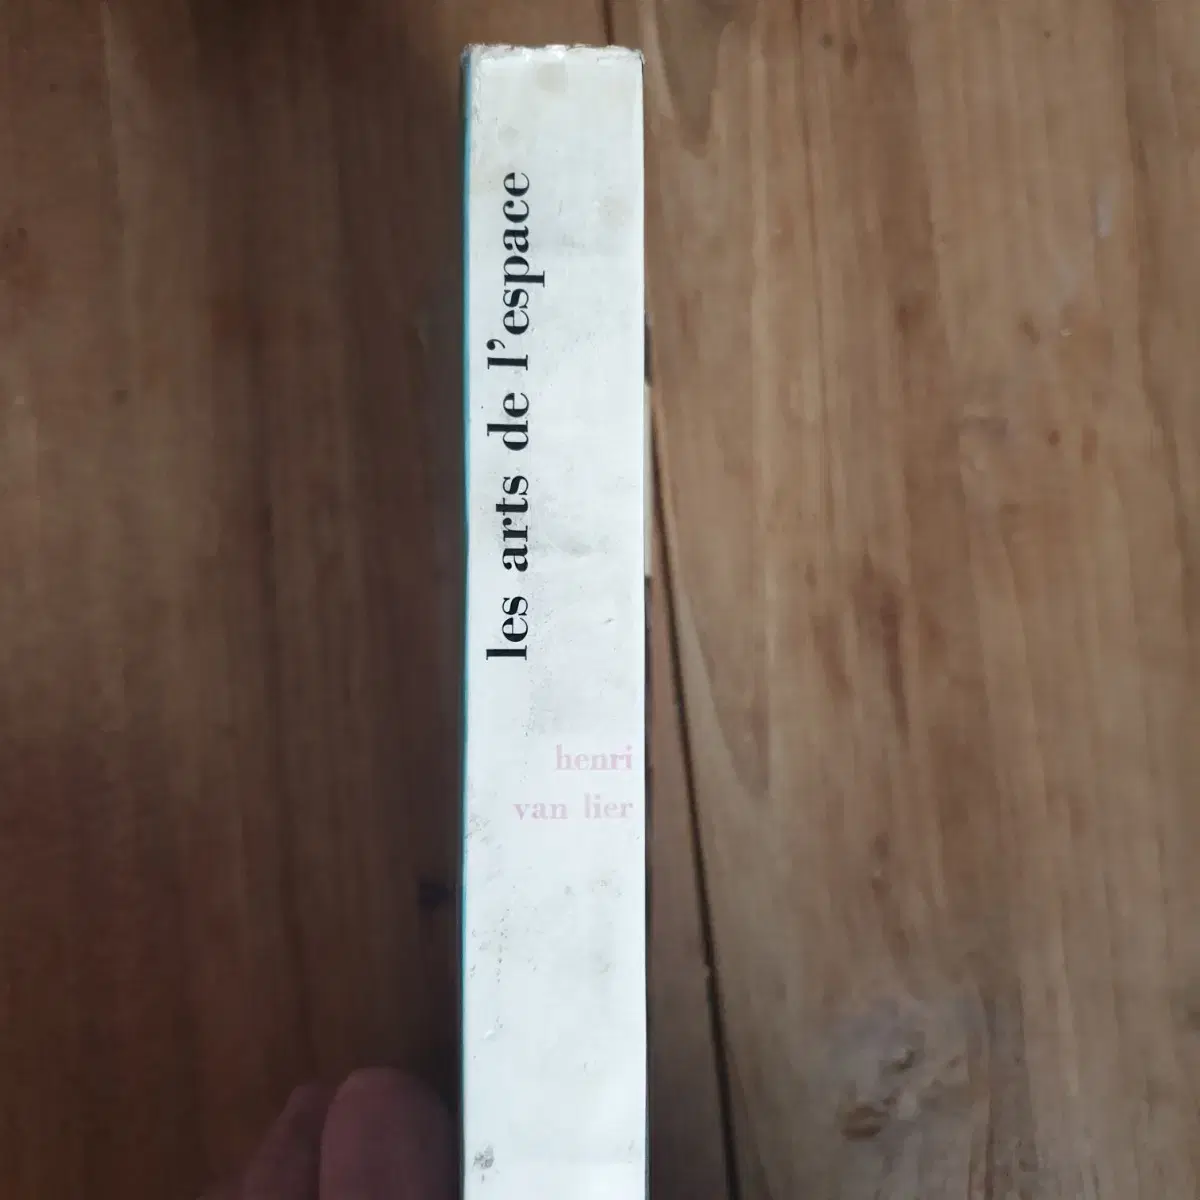 les arts de l'espace
henri
van lier